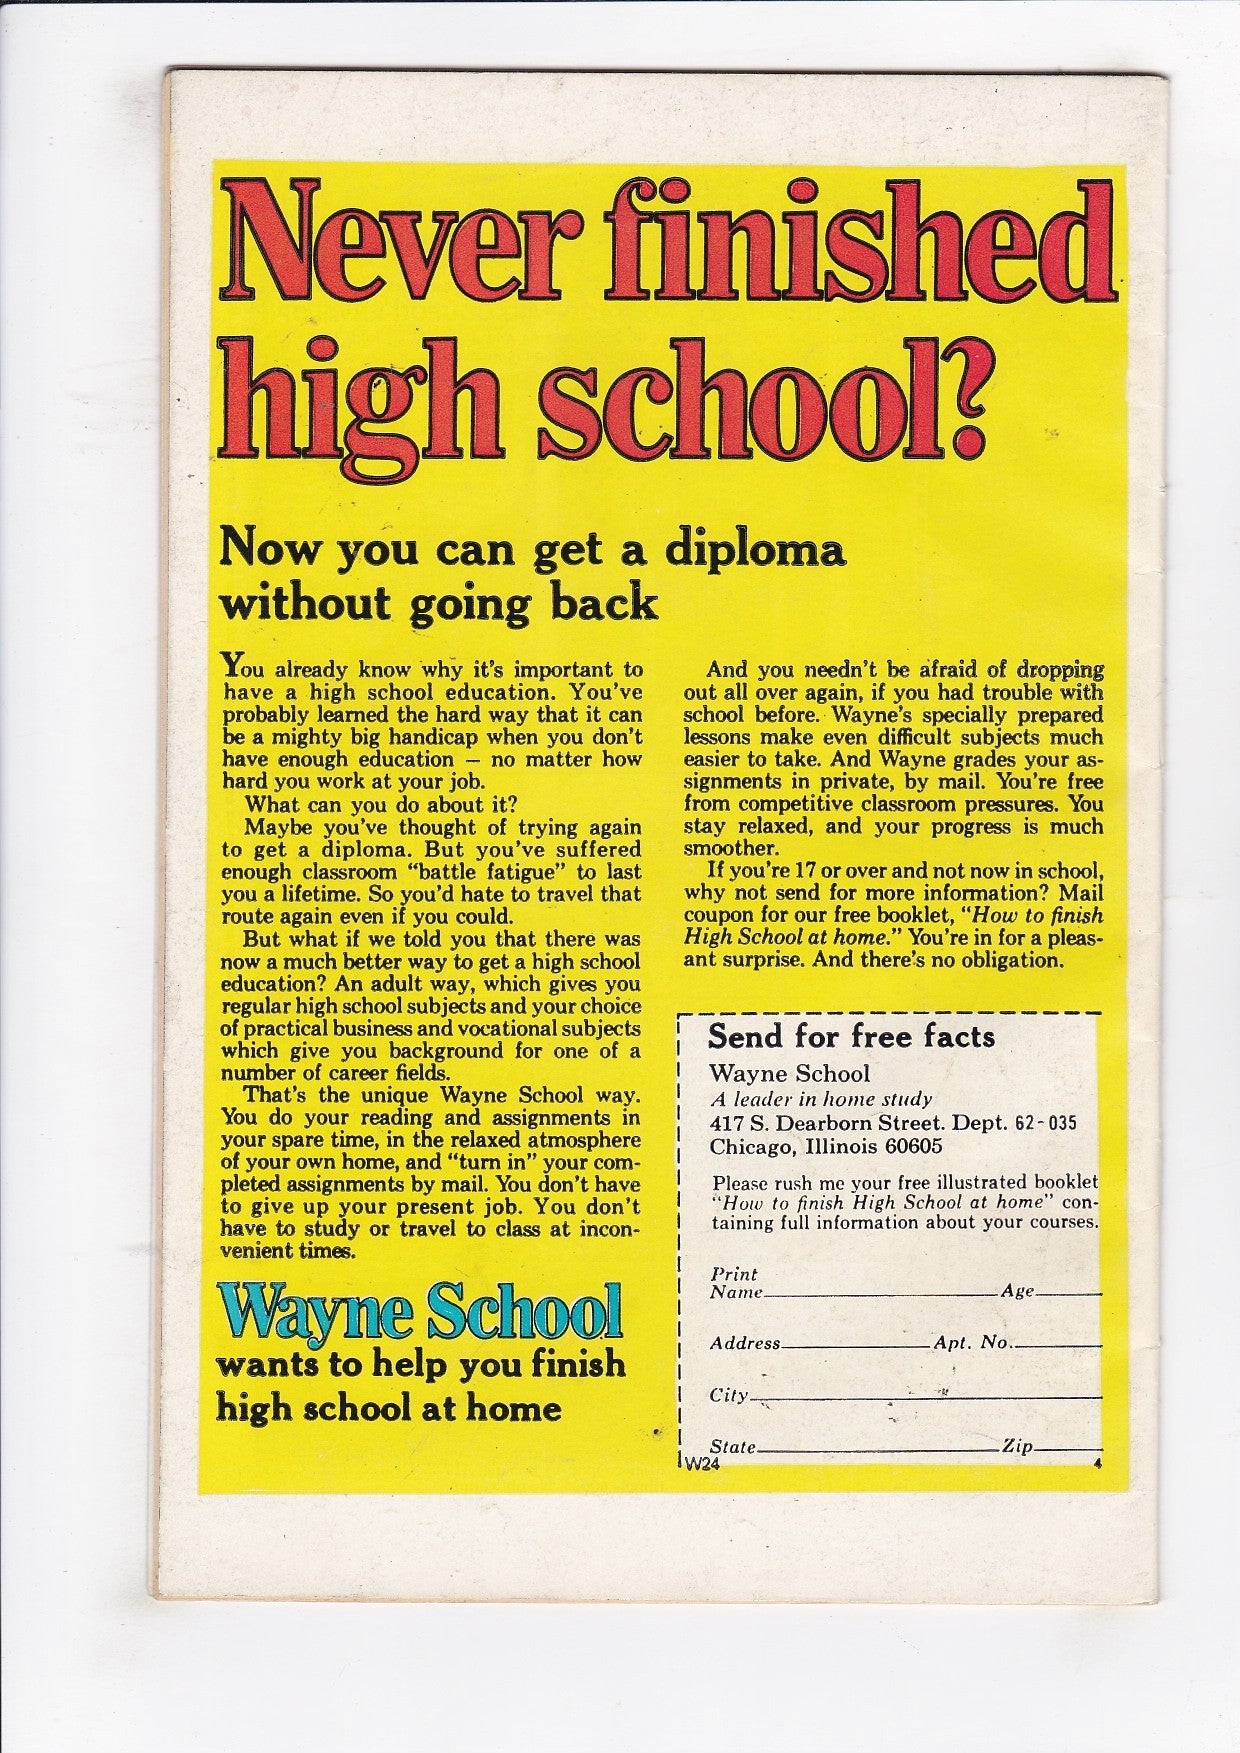 Never finished
high school?
Now you can get a diploma
without going back
You already know why it's important to
have a high school education. You've
probably learned the hard way that it can
be a mighty big handicap when you don't
have enough education — no matter how
hard you work at your job.
What can you do about it?
Maybe you've thought of trying again
to get a diploma. But you've suffered
enough classroom "battle fatigue" to last
you a lifetime. So you'd hate to travel that
route again even if you could.
But what if we told you that there was
now a much better way to get a high school
education? An adult way, which gives you
regular high school subjects and your choice
of practical business and vocational subjects
which give you background for one of a
number of career fields.
That's the unique Wayne School way.
You do your reading and assignments in
your spare time, in the relaxed atmosphere
of your own home, and "turn in" your com-
pleted assignments by mail. You don't have
to give up your present job. You don't
have to study or travel to class at incon-
venient times.
Wayne School
wants to help you finish
high school at home
And you needn't be afraid of dropping
out all over again, if you had trouble with
school before. Wayne's specially prepared
lessons make even difficult subjects much
easier to take. And Wayne grades your as-
signments in private, by mail. You're free
from competitive classroom pressures. You
stay relaxed, and your progress is much
smoother.
If you're 17 or over and not now in school,
why not send for more information? Mail
coupon for our free booklet, "How to finish
High School at home." You're in for a pleas-
ant surprise. And there's no obligation.
Send for free facts
Wayne School
A leader in home study
417 S. Dearborn Street. Dept. 62-035
Chicago, Illinois 60605
Please rush me your free illustrated booklet
"How to finish High School at home" con-
taining full information about your courses.
Print
Name Age
Address Apt. No.
City
State Zip
W24 4